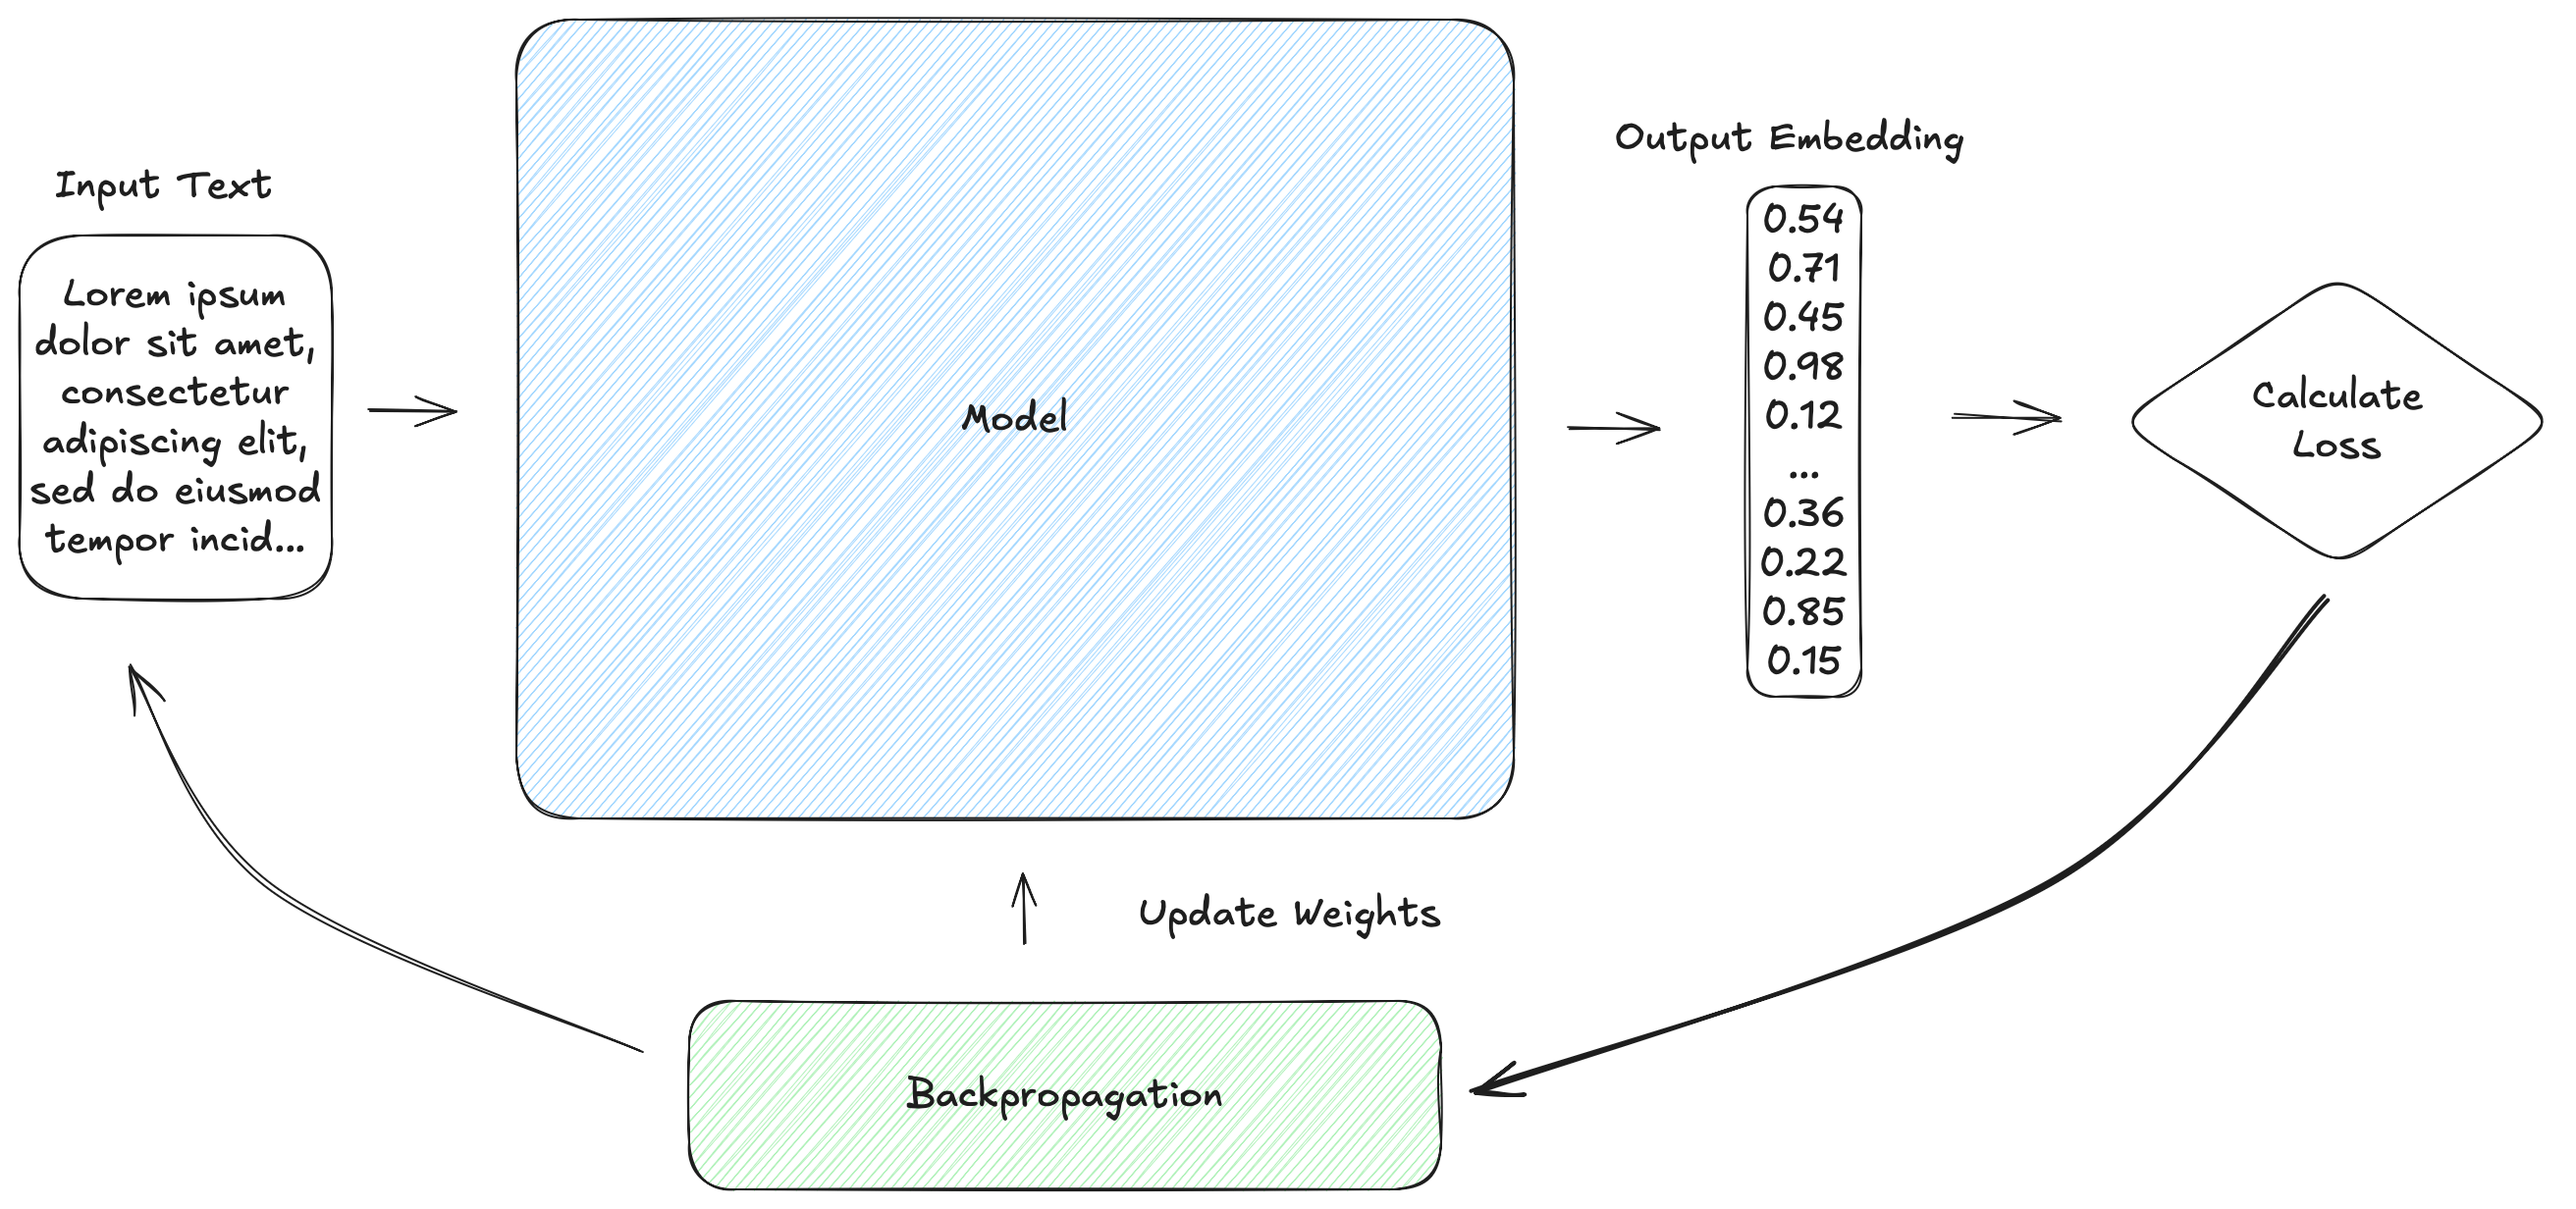 Input Text
Lorem ipsum
dolor sit amet,
consectetur
adipiscing elit,
sed do eiusmod
tempor incid...
Model
Output Embedding
0.54
0.71
0.45
0.98
0.12
...
0.36
0.22
0.85
0.15
Calculate
Loss
Update Weights
Backpropagation